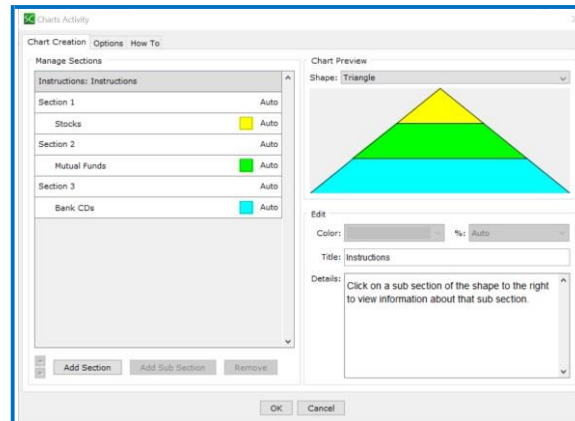 SC Charts Activity
Chart Creation Options How To
Manage Sections
Instructions: Instructions
Section 1 Auto
Stocks Auto
Section 2 Auto
Mutual Funds Auto
Section 3 Auto
Bank CDs Auto
Add Section Add Sub Section Remove
Chart Preview
Shape: Triangle
Edit
Color: %: Auto
Title: Instructions
Details: Click on a sub section of the shape to the right
to view information about that sub section.
OK Cancel